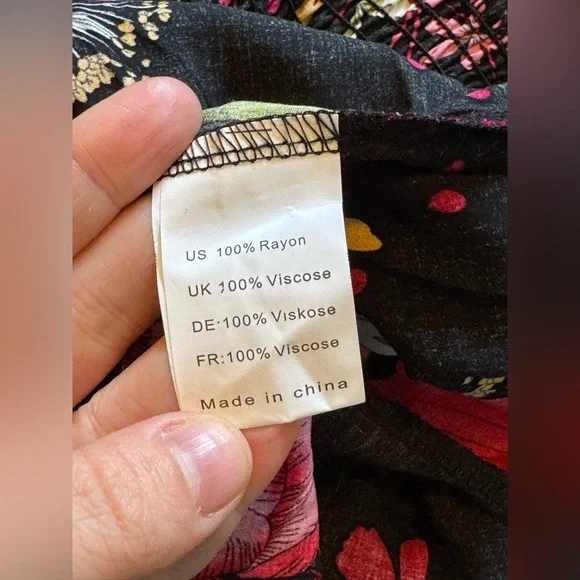 US 100% Rayon
UK 100% Viscose
DE:100% Viskose
FR:100% Viscose
Made in china